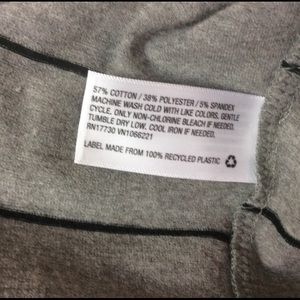 57% COTTON / 38% POLYESTER / 5% SPANDEX
MACHINE WASH COLD WITH LIKE COLORS. GENTLE
CYCLE. ONLY NON-CHLORINE BLEACH IF NEEDED.
TUMBLE DRY LOW. COOL IRON IF NEEDED.
RN17730 VN1066221
LABEL MADE FROM 100% RECYCLED PLASTIC